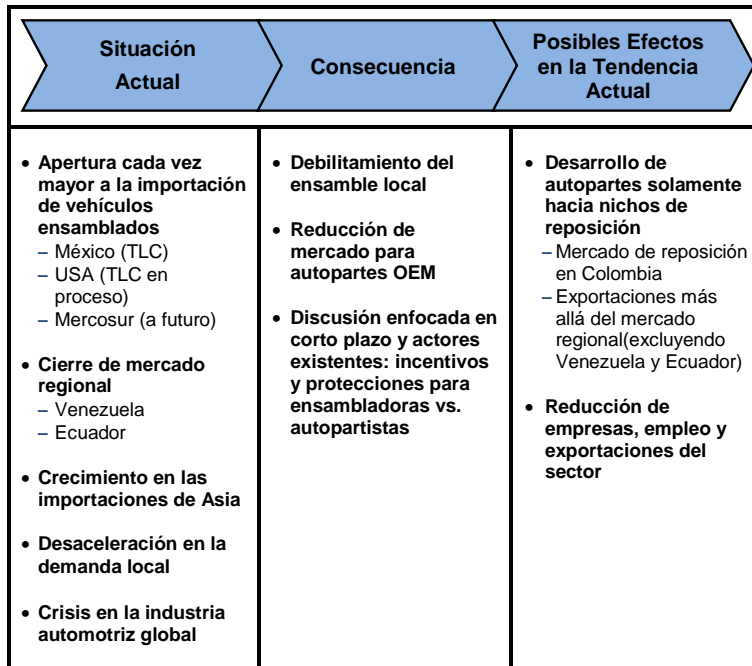 Situación
Actual
Consecuencia
Posibles Efectos
en la Tendencia
Actual
• Apertura cada vez
mayor a la importación
de vehículos
ensamblados
– México (TLC)
– USA (TLC en
proceso)
– Mercosur (a futuro)
• Cierre de mercado
regional
– Venezuela
– Ecuador
• Crecimiento en las
importaciones de Asia
• Desaceleración en la
demanda local
• Crisis en la industria
automotriz global
• Debilitamiento del
ensamble local
• Reducción de
mercado para
autopartes OEM
• Discusión enfocada en
corto plazo y actores
existentes: incentivos
y protecciones para
ensambladoras vs.
autopartistas
• Desarrollo de
autopartes solamente
hacia nichos de
reposición
– Mercado de reposición
en Colombia
– Exportaciones más
allá del mercado
regional(excluyendo
Venezuela y Ecuador)
• Reducción de
empresas, empleo y
exportaciones del
sector